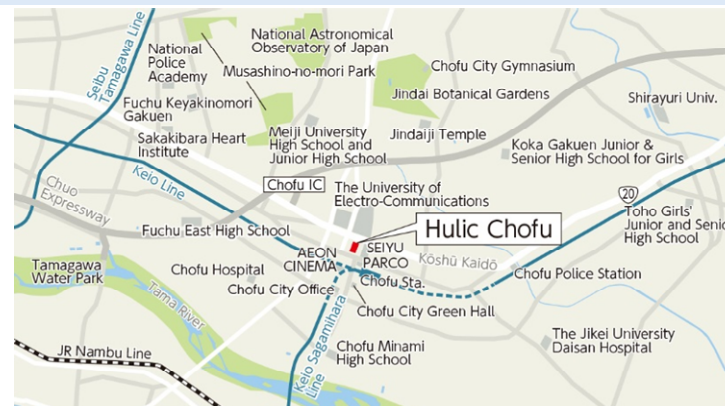 National Astronomical
Observatory of Japan
National
Police
Academy
Musashino-no-mori Park
Chofu City Gymnasium
Seibu
Tamagawa Line
Jindai Botanical Gardens
Shirayuri Univ.
Fuchu Keyakinomori
Gakuen
Meiji University
High School and
Junior High School
Jindaiji Temple
Sakakibara Heart
Institute
Koka Gakuen Junior &
Senior High School for Girls
Keio Line
Chofu IC
The University of
Electro-Communications
20
Chuo
Expressway
Toho Girls'
Junior and Senio
High School
Fuchu East High School
Hulic Chofu
AEON
CINEMA
SEIYU
PARCO
Kōshū Kaidō
Tamagawa
Water Park
Chofu Hospital
Chofu Police Station
Chofu City Office
Chofu Sta.
Tama River
Chofu City Green Hall
Keio Sagamihara
Line
JR Nambu Line
Chofu Minami
High School
The Jikei University
Daisan Hospital